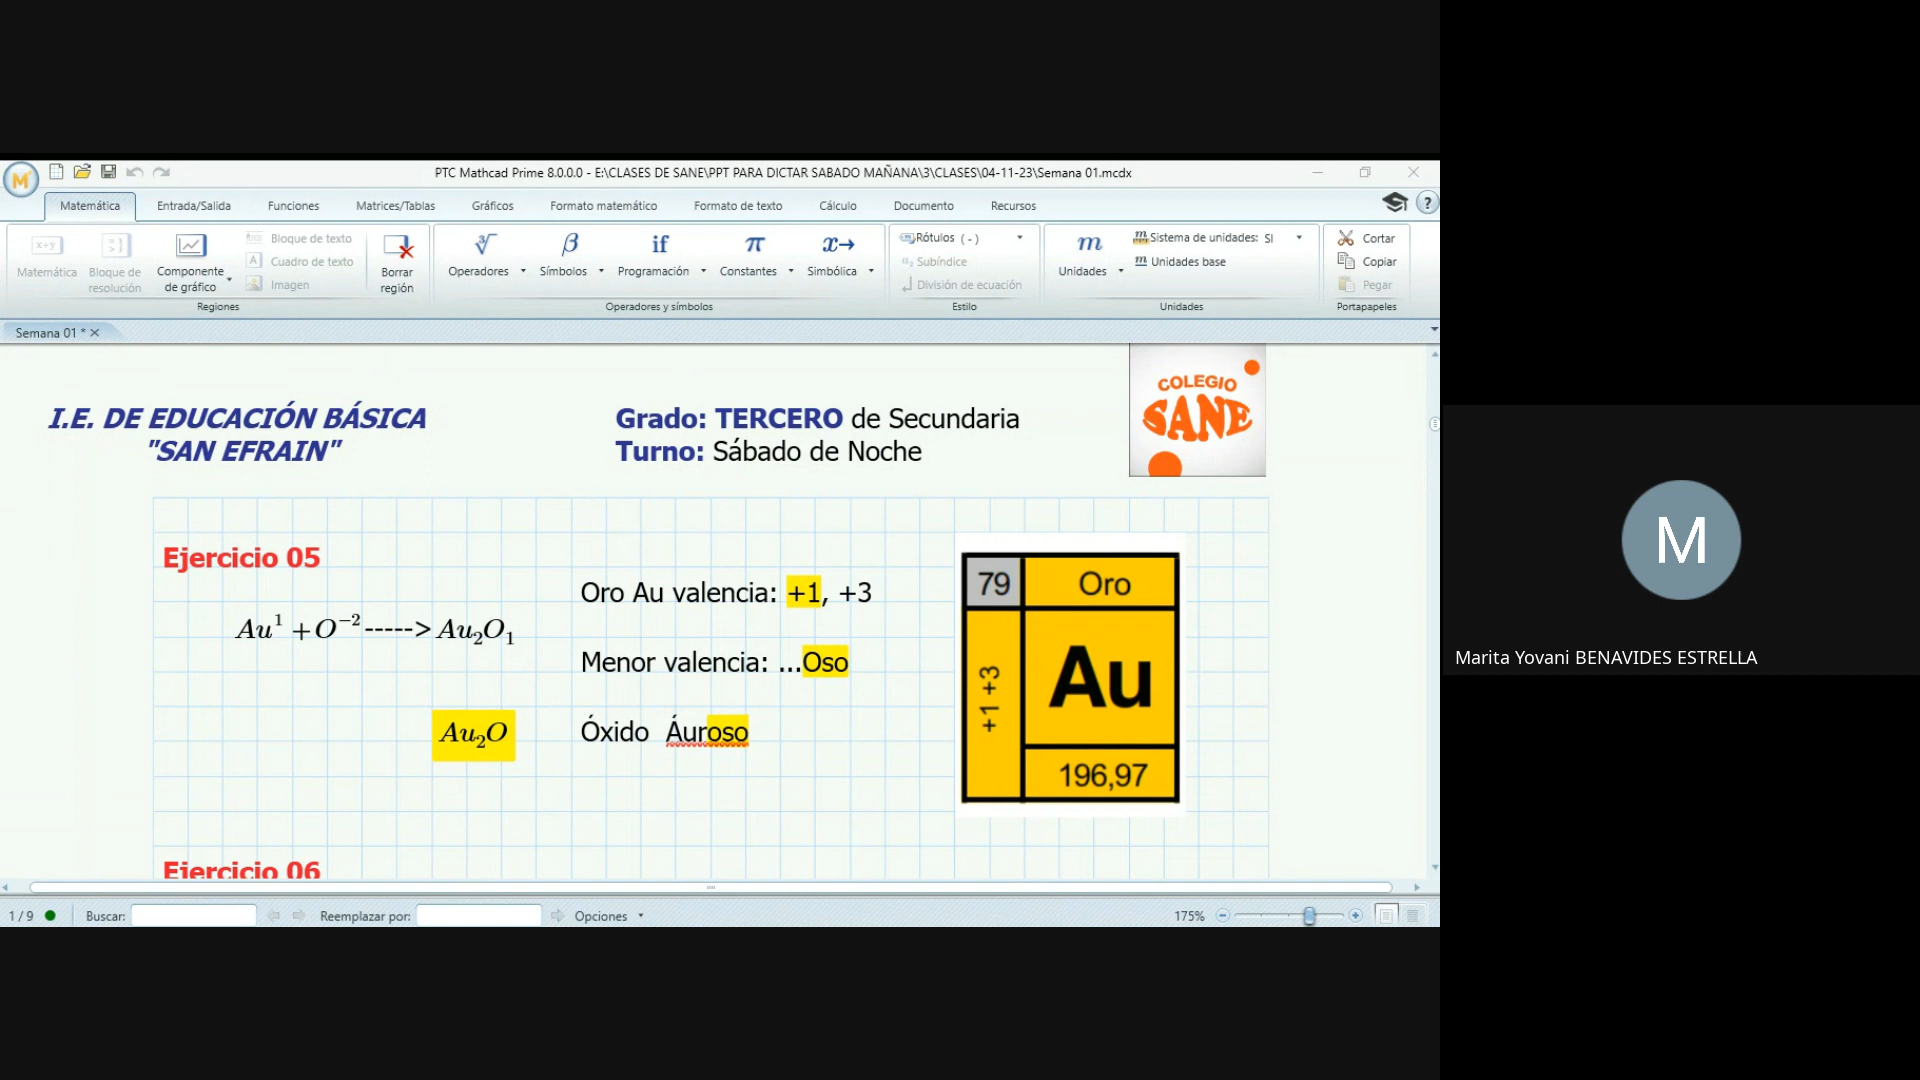 PTC Mathcad Prime 8.0.0.0 - E:\CLASES DE SANE\PPT PARA DICTAR SABADO MAÑANA\3\CLASES\04-11-23\Semana 01.mcdx
Matemática Entrada/Salida Funciones Matrices/Tablas Gráficos Formato matemático Formato de texto Cálculo Documento Recursos
Matemática
Bloque de resolución
Componente de gráfico
Bloque de texto
Cuadro de texto
Imagen
Borrar región
Regiones
Operadores Símbolos Programación Constantes Simbólica
Operadores y símbolos
Rótulos ( - )
Subíndice
División de ecuación
Estilo
Unidades
Sistema de unidades: SI
Unidades base
Unidades
Cortar
Copiar
Pegar
Portapapeles
Semana 01 *
I.E. DE EDUCACIÓN BÁSICA
"SAN EFRAIN"
Grado: TERCERO de Secundaria
Turno: Sábado de Noche
COLEGIO
SANE
Ejercicio 05
Au¹ + O⁻² -----> Au₂O₁
Au₂O
Oro Au valencia: +1, +3
Menor valencia: ...Oso
Óxido Áuroso
79 Oro
+1 +3
Au
196,97
Ejercicio 06
1 / 9 Buscar: Reemplazar por: Opciones 175%
M
Marita Yovani BENAVIDES ESTRELLA